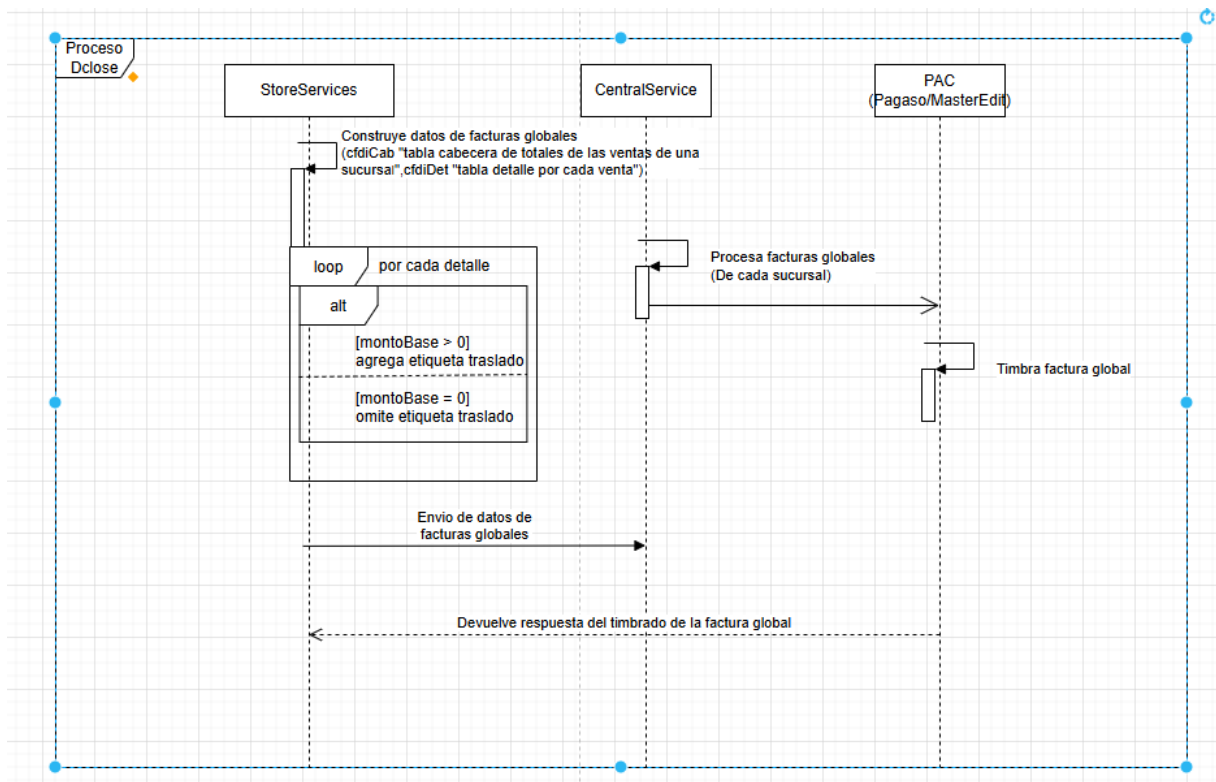 Proceso
Dclose
StoreServices
CentralService
PAC
(Pagaso/MasterEdit)
Construye datos de facturas globales
(cfdiCab "tabla cabecera de totales de las ventas de una
sucursal",cfdiDet "tabla detalle por cada venta")
loop
por cada detalle
alt
[montoBase > 0]
agrega etiqueta traslado
[montoBase = 0]
omite etiqueta traslado
Procesa facturas globales
(De cada sucursal)
Timbra factura global
Envio de datos de
facturas globales
Devuelve respuesta del timbrado de la factura global